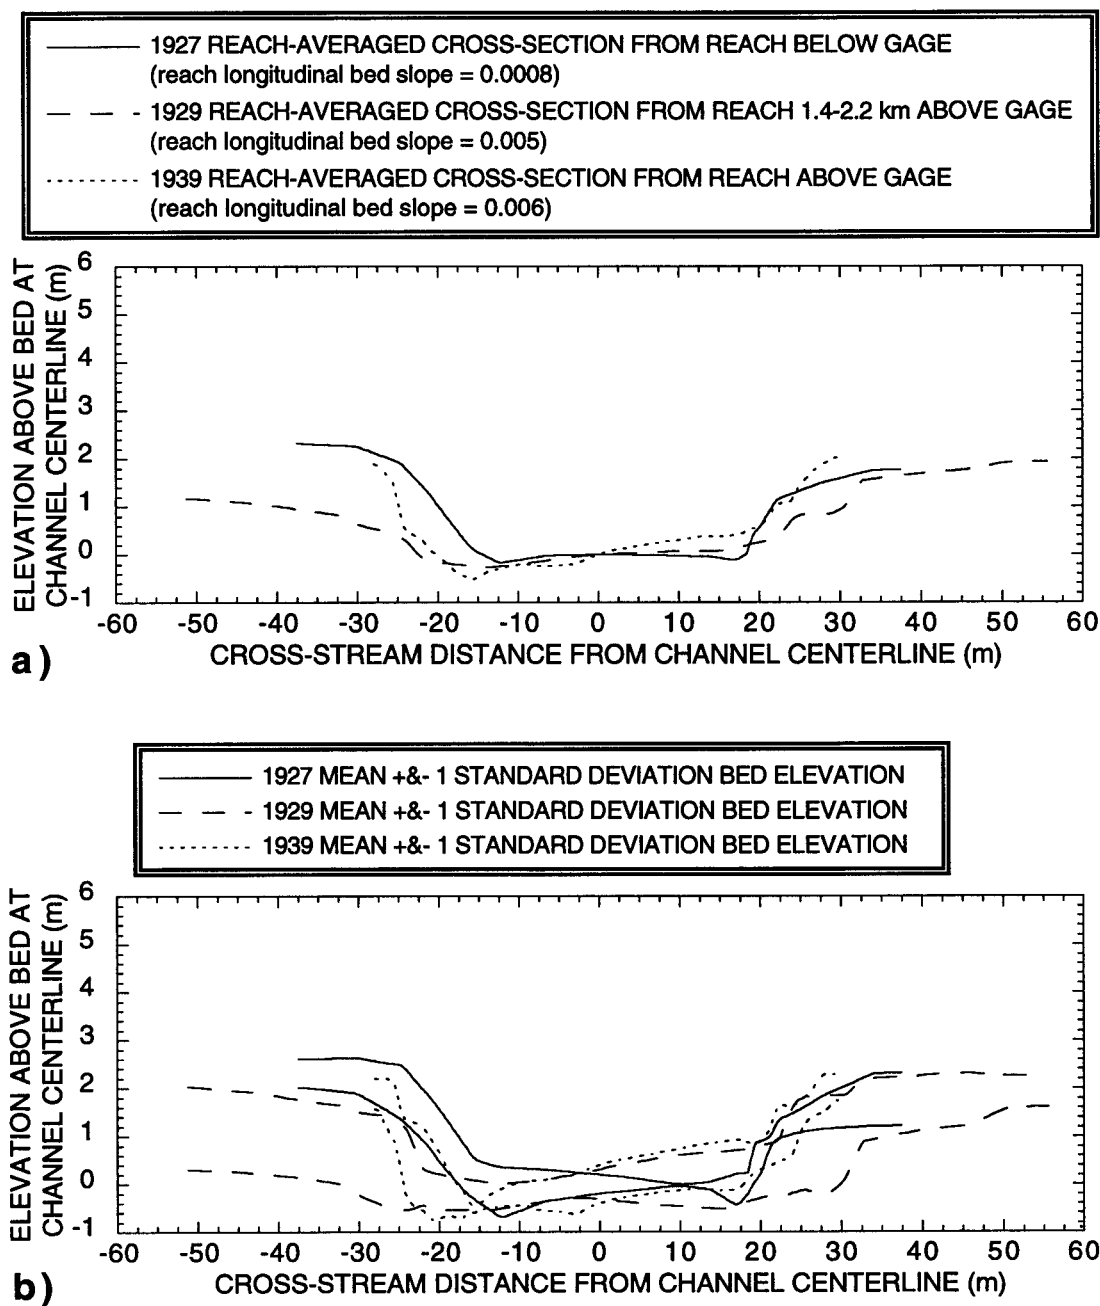 1927 REACH-AVERAGED CROSS-SECTION FROM REACH BELOW GAGE
(reach longitudinal bed slope = 0.0008)
1929 REACH-AVERAGED CROSS-SECTION FROM REACH 1.4-2.2 km ABOVE GAGE
(reach longitudinal bed slope = 0.005)
1939 REACH-AVERAGED CROSS-SECTION FROM REACH ABOVE GAGE
(reach longitudinal bed slope = 0.006)
ELEVATION ABOVE BED AT
CHANNEL CENTERLINE (m)
6
5
4
3
2
1
0
-1
-60 -50 -40 -30 -20 -10 0 10 20 30 40 50 60
CROSS-STREAM DISTANCE FROM CHANNEL CENTERLINE (m)
a)
1927 MEAN +&- 1 STANDARD DEVIATION BED ELEVATION
1929 MEAN +&- 1 STANDARD DEVIATION BED ELEVATION
1939 MEAN +&- 1 STANDARD DEVIATION BED ELEVATION
ELEVATION ABOVE BED AT
CHANNEL CENTERLINE (m)
6
5
4
3
2
1
0
-1
-60 -50 -40 -30 -20 -10 0 10 20 30 40 50 60
CROSS-STREAM DISTANCE FROM CHANNEL CENTERLINE (m)
b)